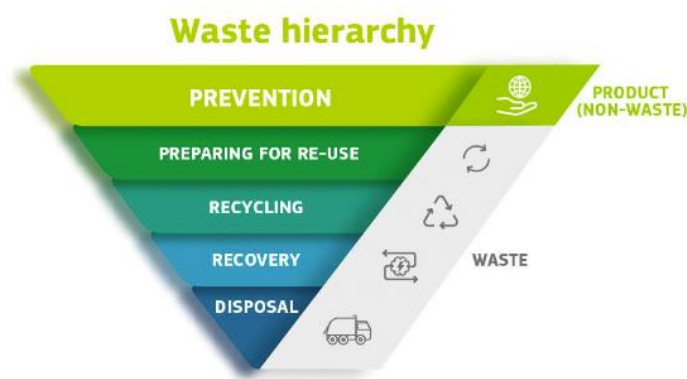 Waste hierarchy
PREVENTION
PRODUCT
(NON-WASTE)
PREPARING FOR RE-USE
RECYCLING
RECOVERY
WASTE
DISPOSAL